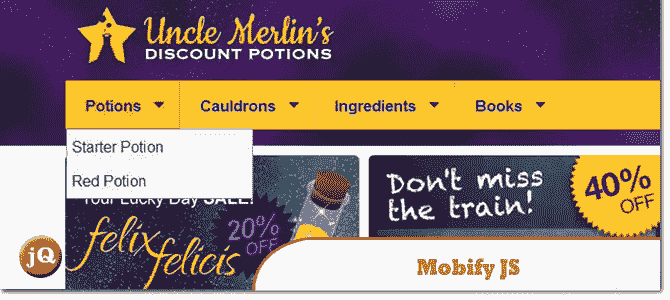 Uncle Merlin's
DISCOUNT POTIONS
Potions Cauldrons Ingredients Books
Starter Potion
Red Potion
Your Lucky Day SALE!
felix
felicis
20%
OFF
Don't miss
the train!
40%
OFF
jQ
Mobify JS